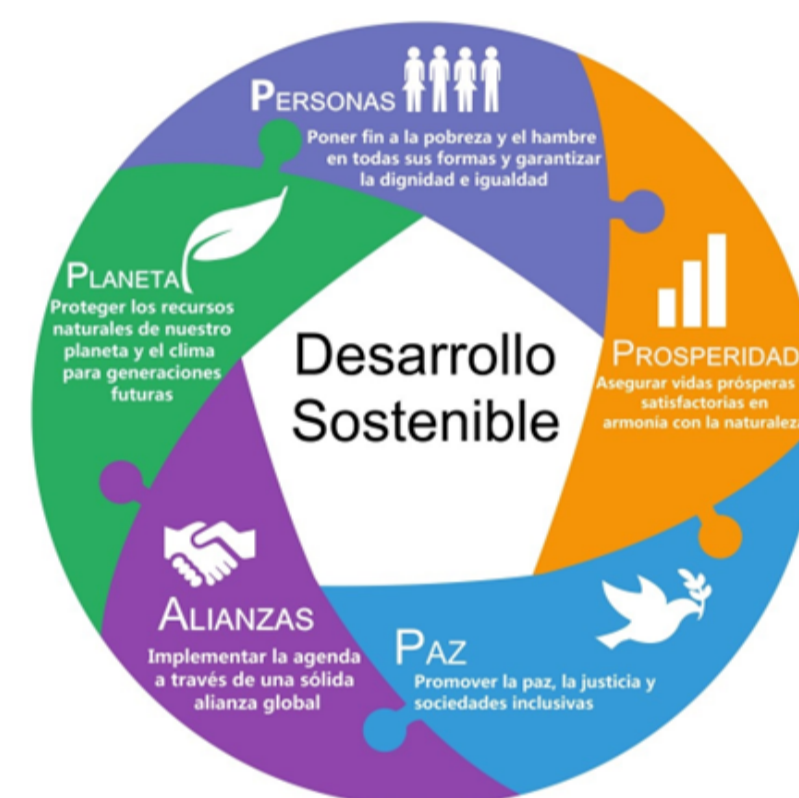 PERSONAS
Poner fin a la pobreza y el hambre
en todas sus formas y garantizar
la dignidad e igualdad
PLANETA
Proteger los recursos
naturales de nuestro
planeta y el clima
para generaciones
futuras
Desarrollo
Sostenible
PROSPERIDAD
Asegurar vidas prósperas
satisfactorias en
armonía con la naturaleza
ALIANZAS
Implementar la agenda
a través de una sólida
alianza global
PAZ
Promover la paz, la justicia y
sociedades inclusivas